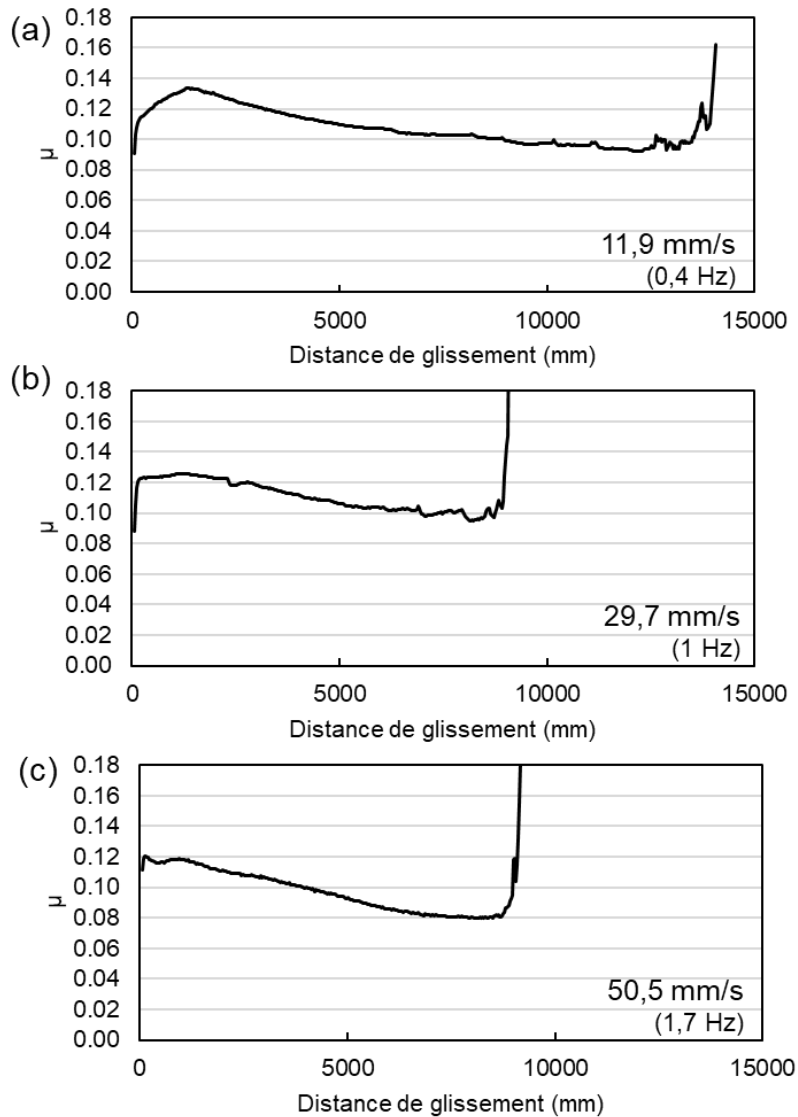 (a)
0.18
0.16
0.14
0.12
0.10
0.08
0.06
0.04
0.02
0.00
µ
11,9 mm/s
(0,4 Hz)
0 5000 10000 15000
Distance de glissement (mm)
(b)
0.18
0.16
0.14
0.12
0.10
0.08
0.06
0.04
0.02
0.00
µ
29,7 mm/s
(1 Hz)
0 5000 10000 15000
Distance de glissement (mm)
(c)
0.18
0.16
0.14
0.12
0.10
0.08
0.06
0.04
0.02
0.00
µ
50,5 mm/s
(1,7 Hz)
0 5000 10000 15000
Distance de glissement (mm)